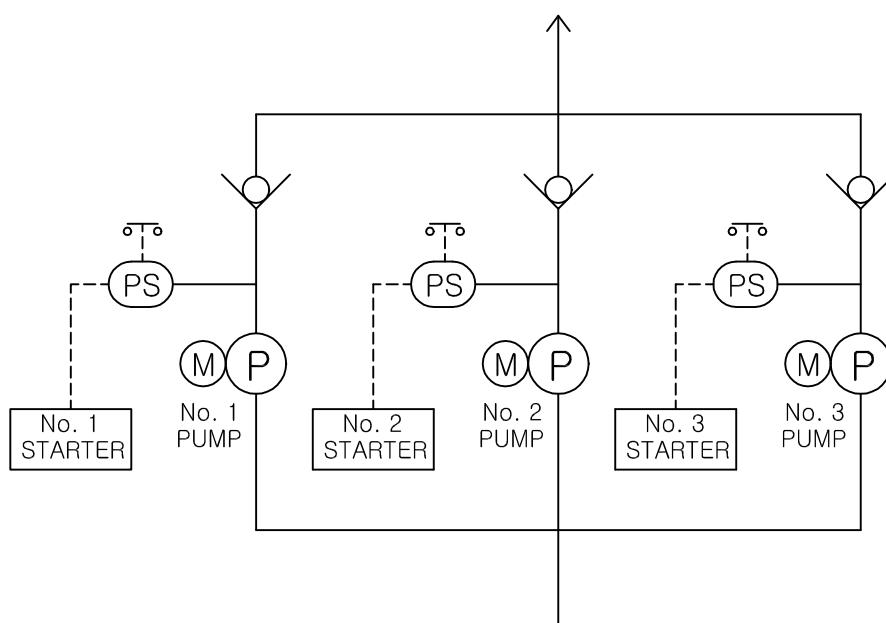 PS
PS
PS
M
P
M
P
M
P
No. 1
STARTER
No. 1
PUMP
No. 2
STARTER
No. 2
PUMP
No. 3
STARTER
No. 3
PUMP